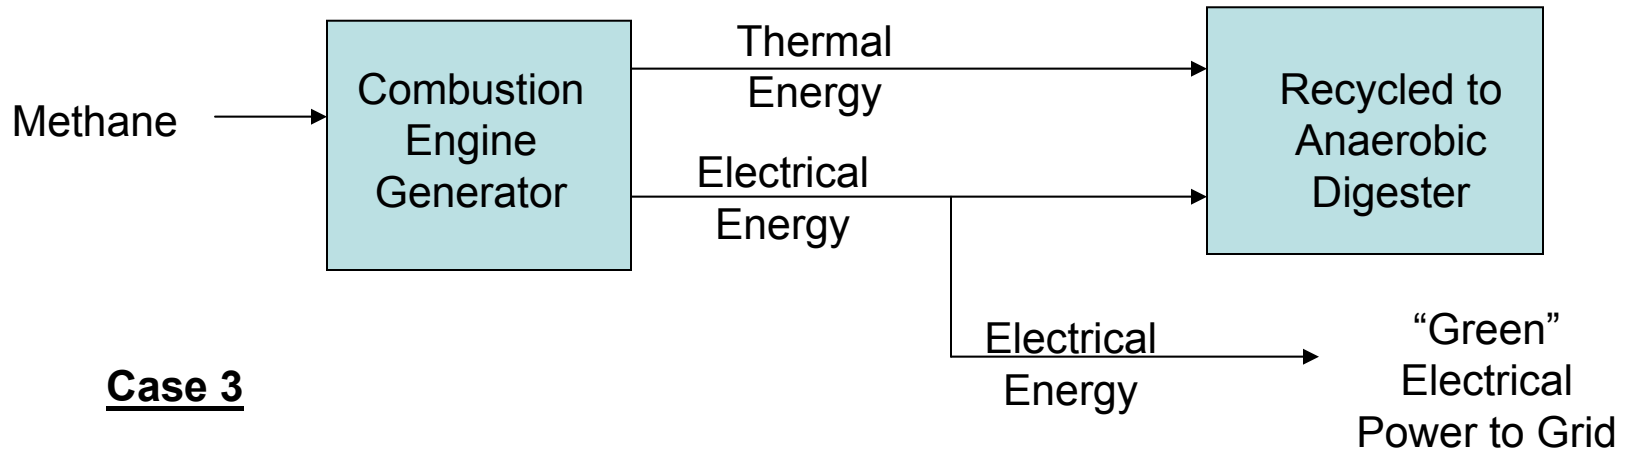 Methane
Combustion
Engine
Generator
Thermal
Energy
Electrical
Energy
Recycled to
Anaerobic
Digester
Electrical
Energy
“Green”
Electrical
Power to Grid
Case 3